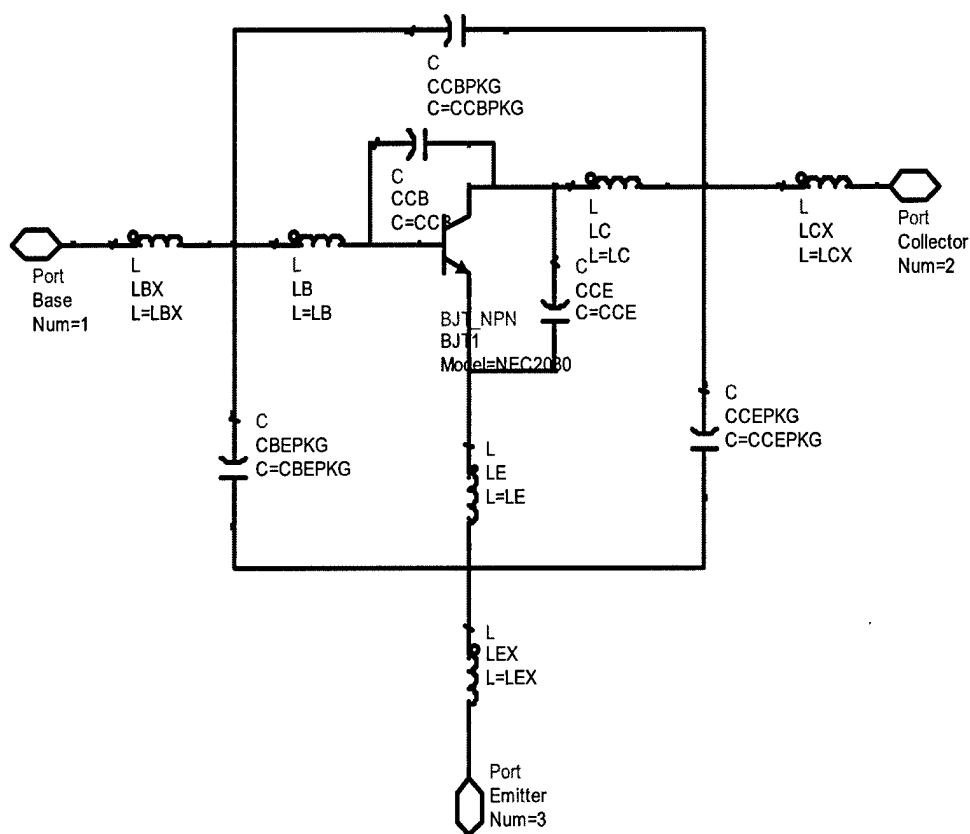 C
CCBPKG
C=CCBPKG
C
CCB
C=CCB
L
LC
L=LC
L
LCX
L=LCX
Port
Collector
Num=2
Port
Base
Num=1
L
LBX
L=LBX
L
LB
L=LB
C
CCE
C=CCE
BJT_NPN
BJT1
Model=NEC2080
C
CBEPKG
C=CBEPKG
C
CCEPKG
C=CCEPKG
L
LE
L=LE
L
LEX
L=LEX
Port
Emitter
Num=3